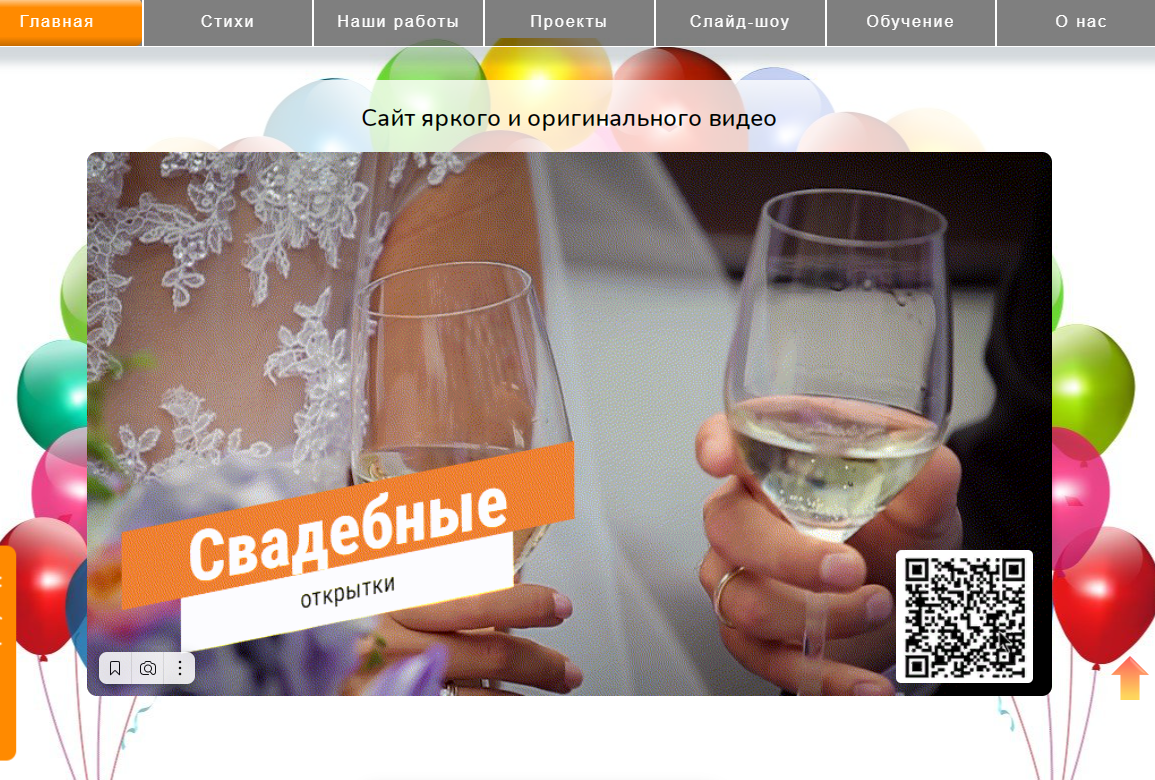 Главная
Стихи
Наши работы
Проекты
Слайд-шоу
Обучение
О нас
Сайт яркого и оригинального видео
Свадебные
открытки